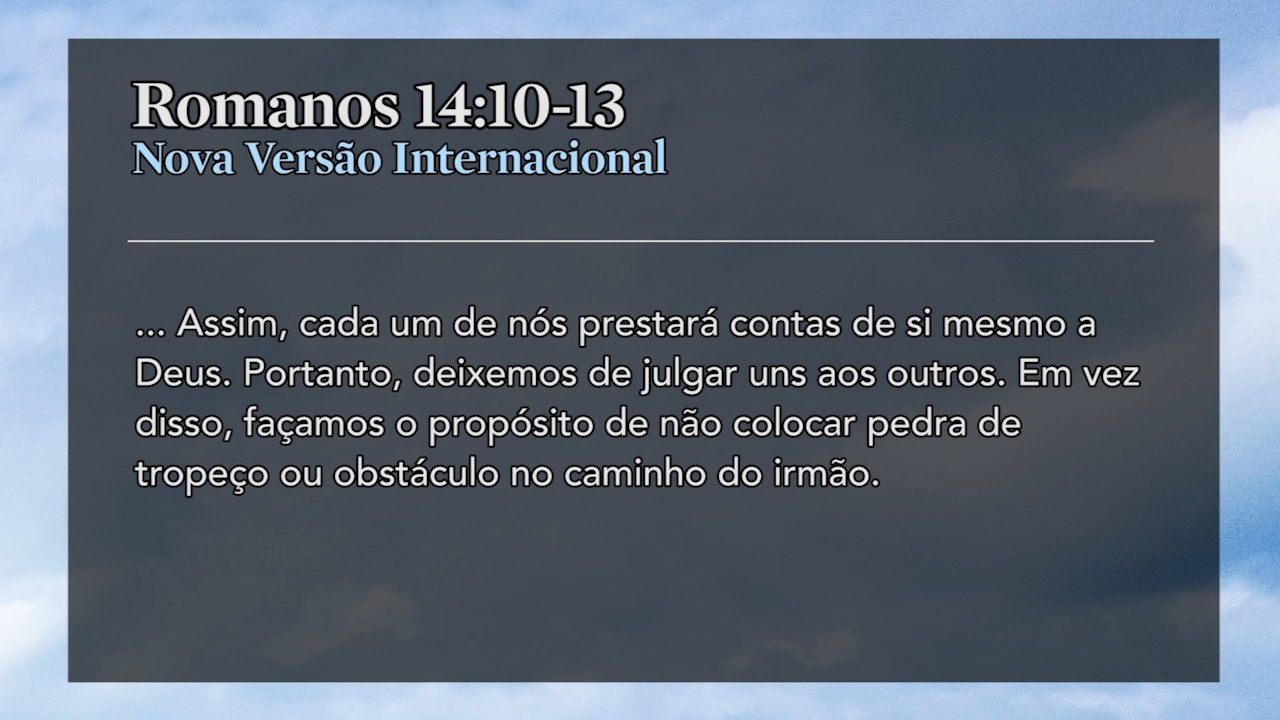 Romanos 14:10-13
Nova Versão Internacional
... Assim, cada um de nós prestará contas de si mesmo a
Deus. Portanto, deixemos de julgar uns aos outros. Em vez
disso, façamos o propósito de não colocar pedra de
tropeço ou obstáculo no caminho do irmão.